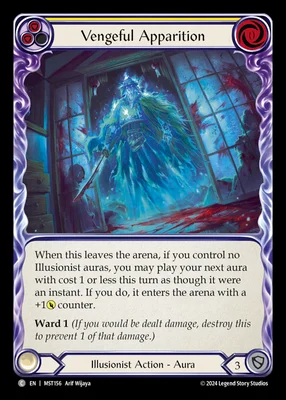 Vengeful Apparition
When this leaves the arena, if you control no
Illusionist auras, you may play your next aura
with cost 1 or less this turn as though it were
an instant. If you do, it enters the arena with a
+1 counter.
Ward 1 (If you would be dealt damage, destroy this
to prevent 1 of that damage.)
Illusionist Action - Aura
3
C EN | MST156 Arif Wijaya
© 2024 Legend Story Studios